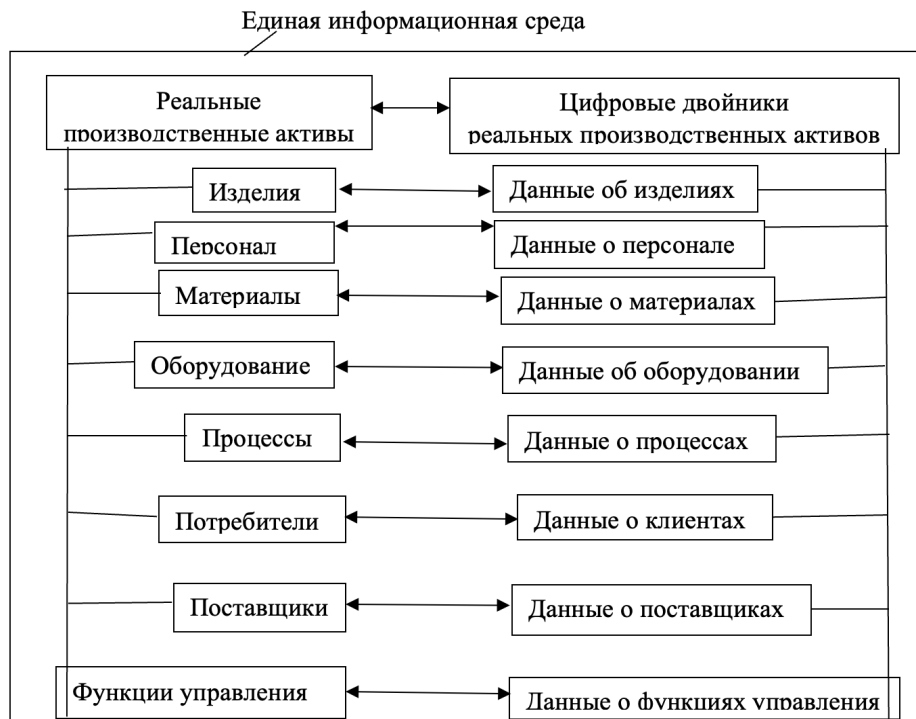 Единая информационная среда
Реальные
производственные активы
Цифровые двойники
реальных производственных активов
Изделия
Данные об изделиях
Персонал
Данные о персонале
Материалы
Данные о материалах
Оборудование
Данные об оборудовании
Процессы
Данные о процессах
Потребители
Данные о клиентах
Поставщики
Данные о поставщиках
Функции управления
Данные о функциях управления